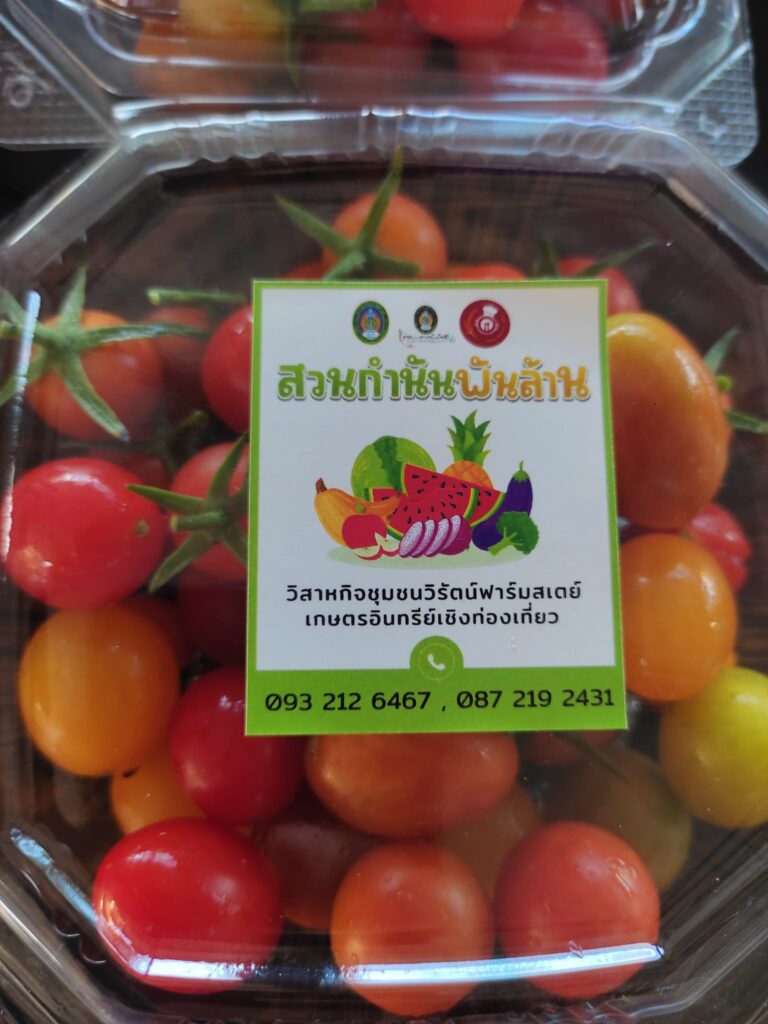 สวนกำนันพันล้าน
วิสาหกิจชุมชนวิรัตน์ฟาร์มสเตย์
เกษตรอินทรีย์เชิงท่องเที่ยว
093 212 6467 , 087 219 2431